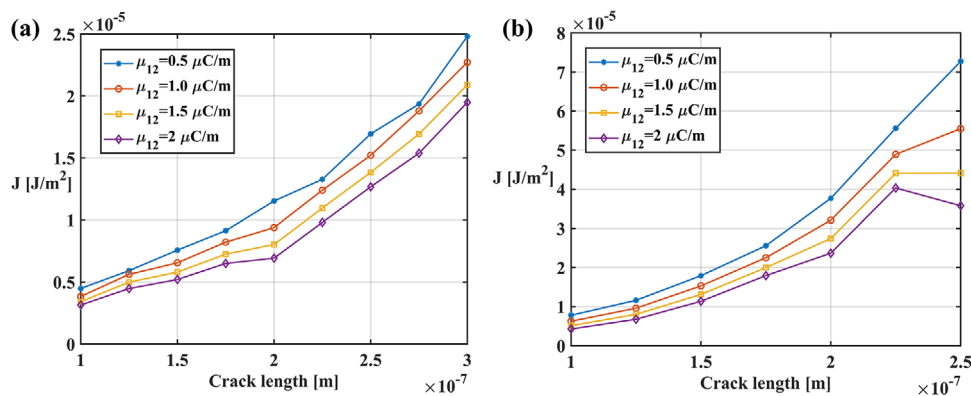 (a)
×10⁻⁵
2.5
2
1.5
1
0.5
0
J [J/m²]
μ₁₂=0.5 μC/m
μ₁₂=1.0 μC/m
μ₁₂=1.5 μC/m
μ₁₂=2 μC/m
1 1.5 2 2.5 3
Crack length [m]
×10⁻⁷
(b)
×10⁻⁵
8
7
6
5
4
3
2
1
0
J [J/m²]
μ₁₂=0.5 μC/m
μ₁₂=1.0 μC/m
μ₁₂=1.5 μC/m
μ₁₂=2 μC/m
1 1.5 2 2.5
Crack length [m]
×10⁻⁷